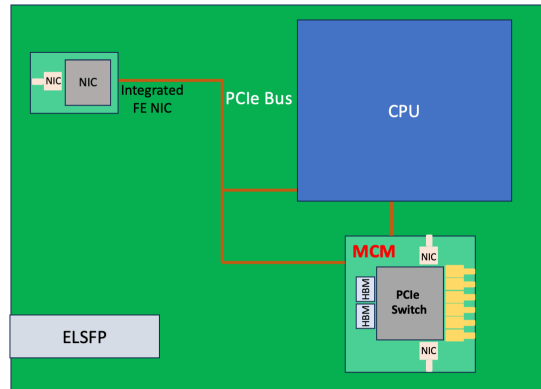 NIC
NIC
Integrated
FE NIC
PCIe Bus
CPU
MCM
NIC
HBM
HBM
PCIe
Switch
NIC
ELSFP